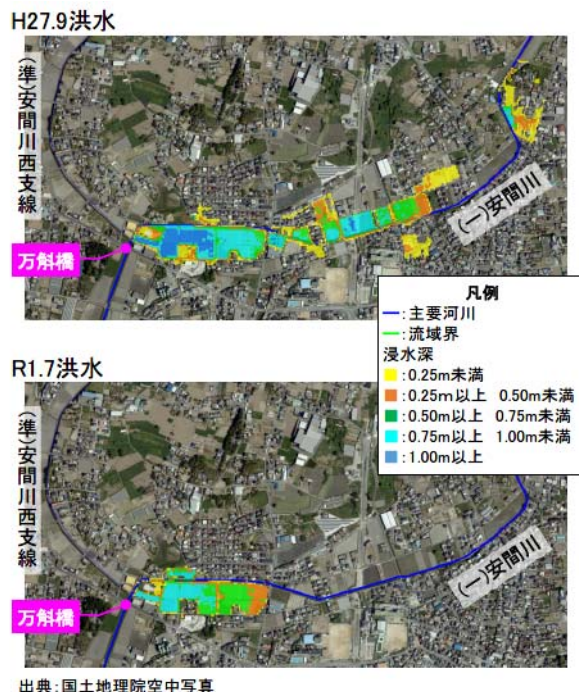 H27.9洪水
(準)安間川西支線
万斛橋
(一)安間川
凡例
:主要河川
:流域界
浸水深
:0.25m未満
:0.25m以上 0.50m未満
:0.50m以上 0.75m未満
:0.75m以上 1.00m未満
:1.00m以上
R1.7洪水
(準)安間川西支線
万斛橋
(一)安間川
出典:国土地理院空中写真